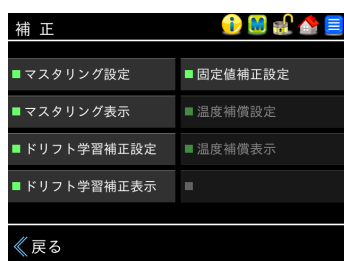 補 正
i M
マスタリング設定
固定値補正設定
マスタリング表示
温度補償設定
ドリフト学習補正設定
温度補償表示
ドリフト学習補正表示
戻る